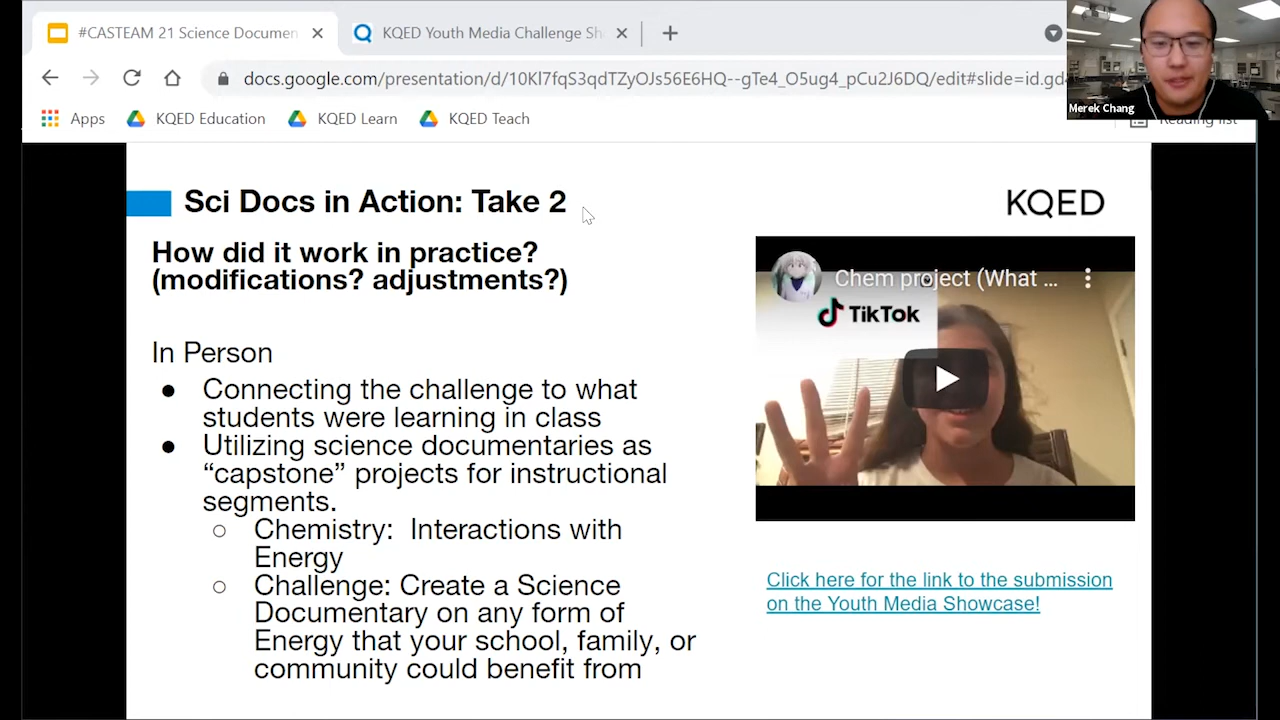 #CASTEAM 21 Science Documen
KQED Youth Media Challenge Sh
docs.google.com/presentation/d/10Kl7fqS3qdTZyOJs56E6HQ--gTe4_O5ug4_pCu2J6DQ/edit#slide=id.gd
Merek Chang
Apps
KQED Education
KQED Learn
KQED Teach
Reading list
Sci Docs in Action: Take 2
KQED
How did it work in practice?
(modifications? adjustments?)
Chem project (What ...
TikTok
In Person
● Connecting the challenge to what
students were learning in class
● Utilizing science documentaries as
“capstone” projects for instructional
segments.
○ Chemistry: Interactions with
Energy
○ Challenge: Create a Science
Documentary on any form of
Energy that your school, family, or
community could benefit from
Click here for the link to the submission
on the Youth Media Showcase!